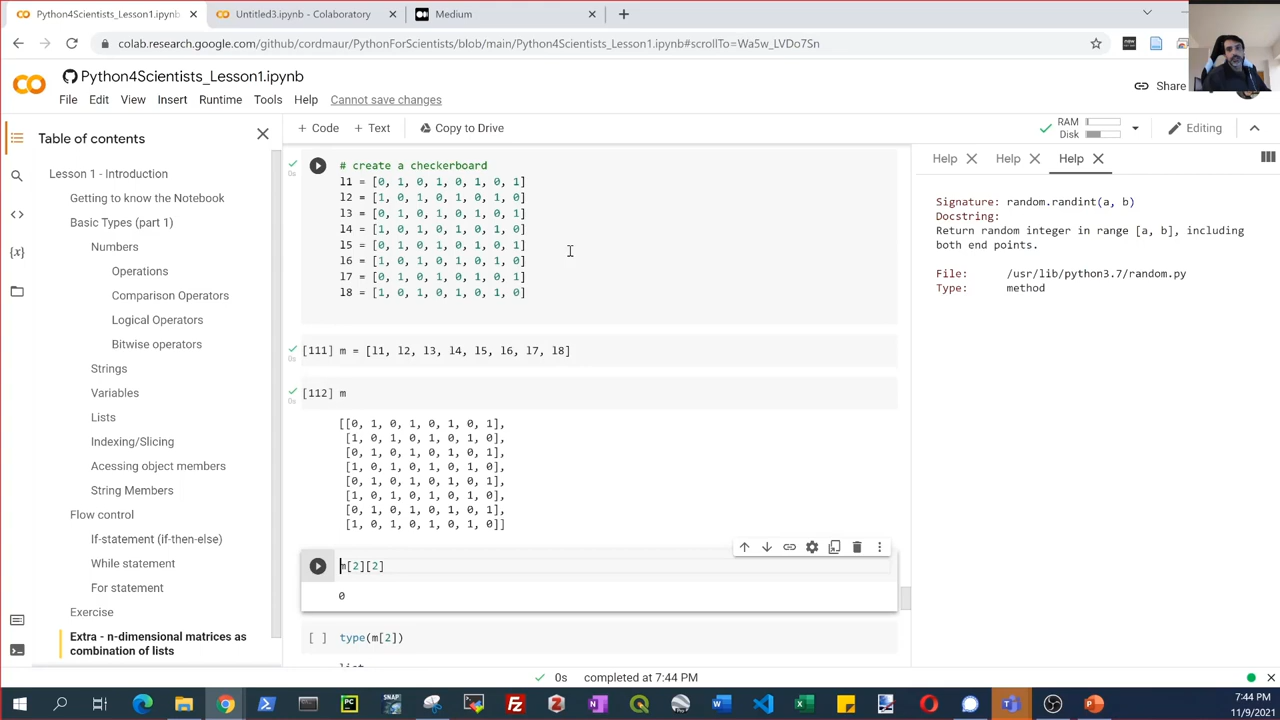 Python4Scientists_Lesson1.ipynb
Untitled3.ipynb - Colaboratory
Medium
colab.research.google.com/github/cordmaur/PythonForScientists/blob/main/Python4Scientists_Lesson1.ipynb#scrollTo=Wa5w_LVDo7Sn
Python4Scientists_Lesson1.ipynb
Share
File Edit View Insert Runtime Tools Help Cannot save changes
Table of contents
+ Code + Text Copy to Drive
RAM
Disk
Editing
Lesson 1 - Introduction
Getting to know the Notebook
Basic Types (part 1)
Numbers
Operations
Comparison Operators
Logical Operators
Bitwise operators
Strings
Variables
Lists
Indexing/Slicing
Acessing object members
String Members
Flow control
If-statement (if-then-else)
While statement
For statement
Exercise
Extra - n-dimensional matrices as
combination of lists
0s
# create a checkerboard
l1 = [0, 1, 0, 1, 0, 1, 0, 1]
l2 = [1, 0, 1, 0, 1, 0, 1, 0]
l3 = [0, 1, 0, 1, 0, 1, 0, 1]
l4 = [1, 0, 1, 0, 1, 0, 1, 0]
l5 = [0, 1, 0, 1, 0, 1, 0, 1]
l6 = [1, 0, 1, 0, 1, 0, 1, 0]
l7 = [0, 1, 0, 1, 0, 1, 0, 1]
l8 = [1, 0, 1, 0, 1, 0, 1, 0]
0s
[111] m = [l1, l2, l3, l4, l5, l6, l7, l8]
0s
[112] m
[[0, 1, 0, 1, 0, 1, 0, 1],
[1, 0, 1, 0, 1, 0, 1, 0],
[0, 1, 0, 1, 0, 1, 0, 1],
[1, 0, 1, 0, 1, 0, 1, 0],
[0, 1, 0, 1, 0, 1, 0, 1],
[1, 0, 1, 0, 1, 0, 1, 0],
[0, 1, 0, 1, 0, 1, 0, 1],
[1, 0, 1, 0, 1, 0, 1, 0]]
m[2][2]
0
[ ] type(m[2])
list
Help Help Help
Signature: random.randint(a, b)
Docstring:
Return random integer in range [a, b], including
both end points.
File: /usr/lib/python3.7/random.py
Type: method
0s completed at 7:44 PM
7:44 PM
11/9/2021